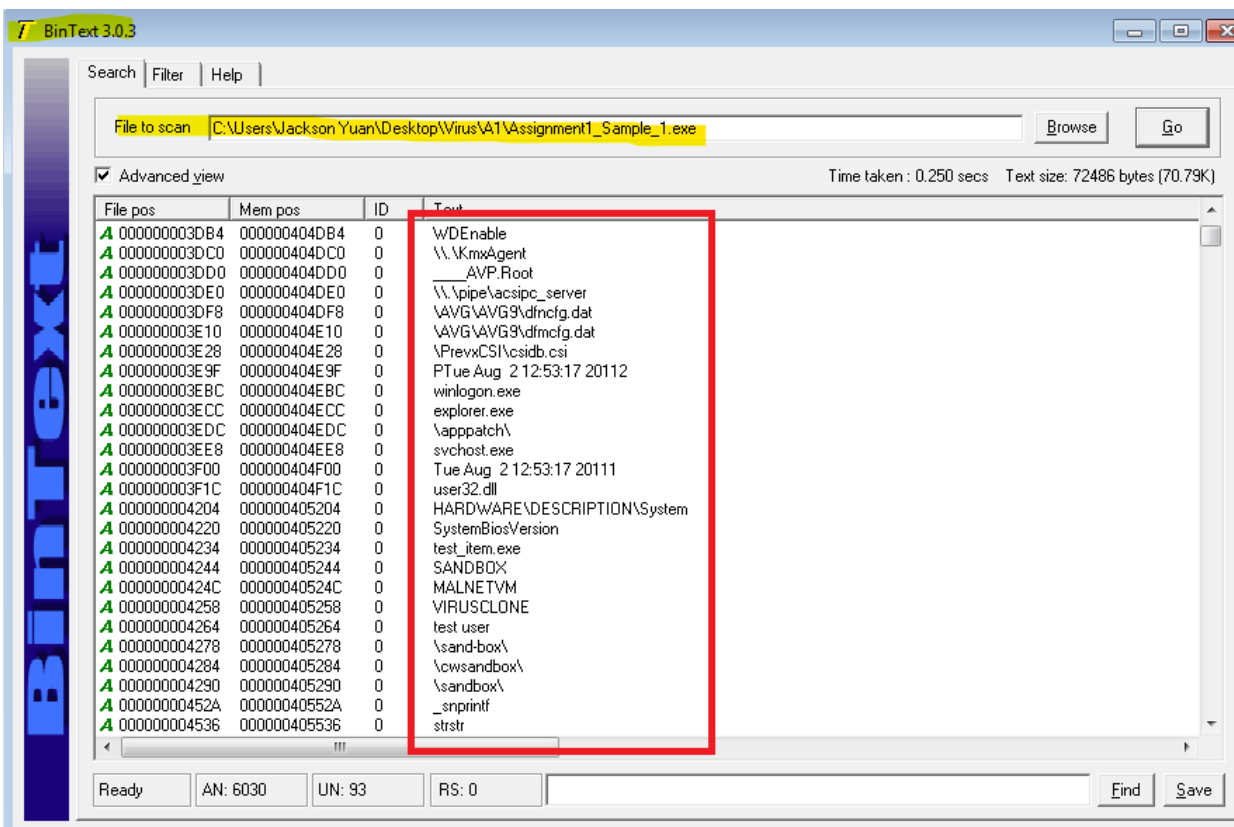 BinText 3.0.3
Search Filter Help
File to scan C:\Users\Jackson Yuan\Desktop\Virus\A1\Assignment1_Sample_1.exe Browse Go
Advanced view Time taken : 0.250 secs Text size: 72486 bytes (70.79K)
File pos Mem pos ID Text
A 000000003DB4 000000404DB4 0 \WDEnable
A 000000003DC0 000000404DC0 0 \\.\KmxAgent
A 000000003DD0 000000404DD0 0 ____AVP.Root
A 000000003DE0 000000404DE0 0 \\.\pipe\acsipc_server
A 000000003DF8 000000404DF8 0 \AVG\AVG9\dfncfg.dat
A 000000003E10 000000404E10 0 \AVG\AVG9\dfmcfg.dat
A 000000003E28 000000404E28 0 \PrevxCSI\csidb.csi
A 000000003E9F 000000404E9F 0 PTue Aug  2 12:53:17 20112
A 000000003EBC 000000404EBC 0 winlogon.exe
A 000000003ECC 000000404ECC 0 explorer.exe
A 000000003EDC 000000404EDC 0 \apppatch\
A 000000003EE8 000000404EE8 0 svchost.exe
A 000000003F00 000000404F00 0 Tue Aug  2 12:53:17 20111
A 000000003F1C 000000404F1C 0 user32.dll
A 000000004204 000000405204 0 HARDWARE\DESCRIPTION\System
A 000000004220 000000405220 0 SystemBiosVersion
A 000000004234 000000405234 0 test_item.exe
A 000000004244 000000405244 0 SANDBOX
A 00000000424C 00000040524C 0 MALNETVM
A 000000004258 000000405258 0 VIRUSCLONE
A 000000004264 000000405264 0 test user
A 000000004278 000000405278 0 \sand-box\
A 000000004284 000000405284 0 \cwsandbox\
A 000000004290 000000405290 0 \sandbox\
A 00000000452A 00000040552A 0 _snprintf
A 000000004536 000000405536 0 strstr
Ready AN: 6030 UN: 93 RS: 0 Find Save
BinText